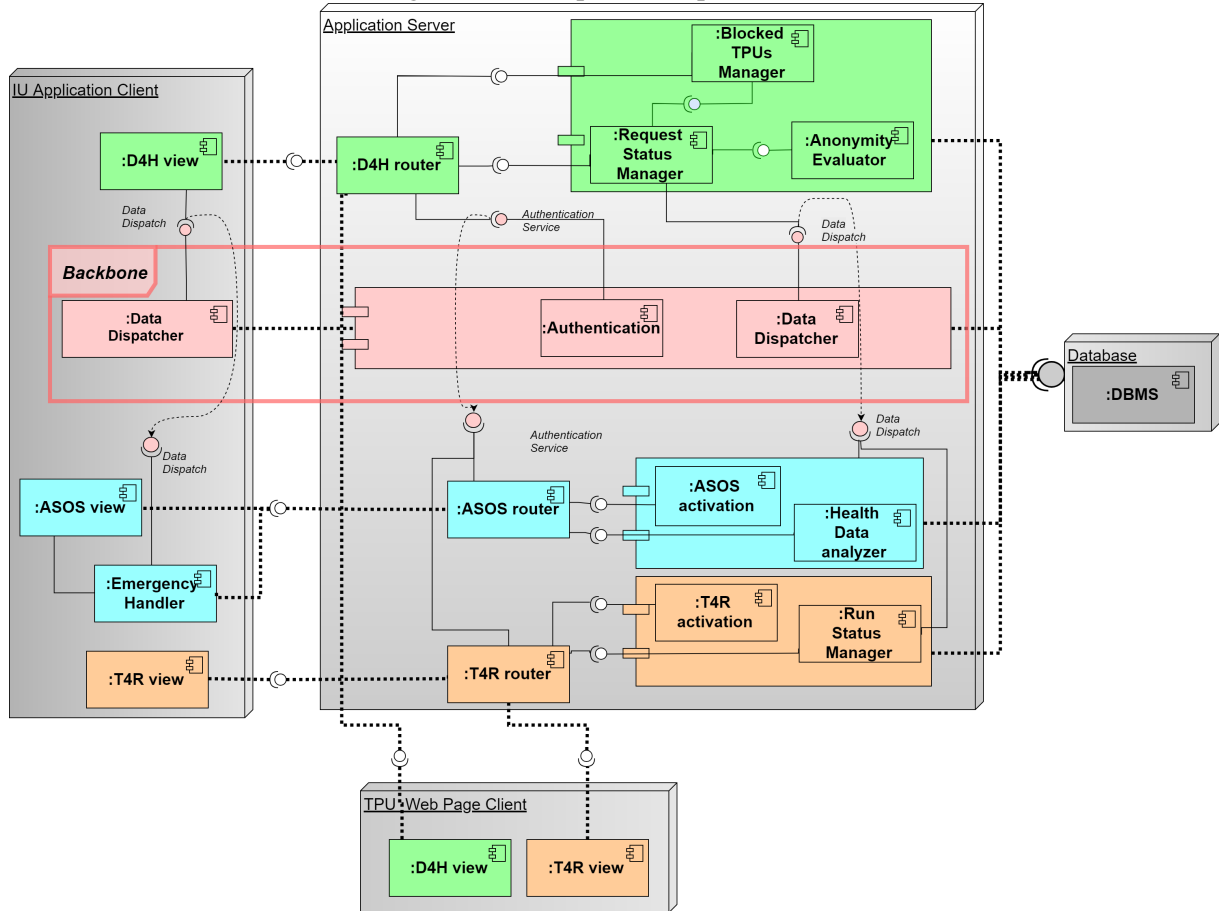 Application Server
:Blocked
TPUs
Manager
IU Application Client
:D4H view
:D4H router
:Request
Status
Manager
:Anonymity
Evaluator
Data
Dispatch
Authentication
Service
Data
Dispatch
Backbone
:Data
Dispatcher
:Authentication
:Data
Dispatcher
Database
:DBMS
Data
Dispatch
Authentication
Service
Data
Dispatch
:ASOS view
:ASOS router
:ASOS
activation
:Health
Data
analyzer
:Emergency
Handler
:T4R
activation
:Run
Status
Manager
:T4R view
:T4R router
TPU Web Page Client
:D4H view
:T4R view